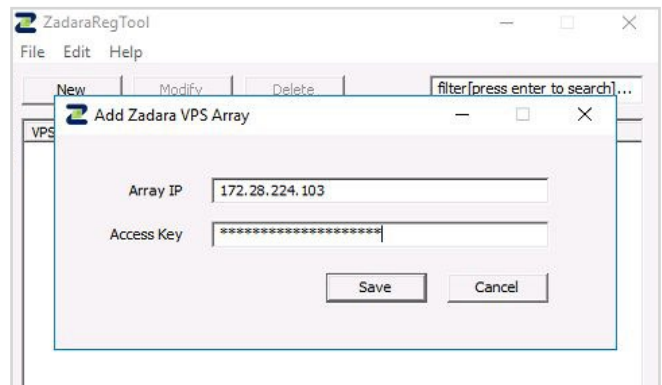 ZadaraRegTool
File Edit Help
New Modify Delete filter[press enter to search]...
Add Zadara VPS Array
VPS
Array IP 172.28.224.103
Access Key ********************
Save Cancel